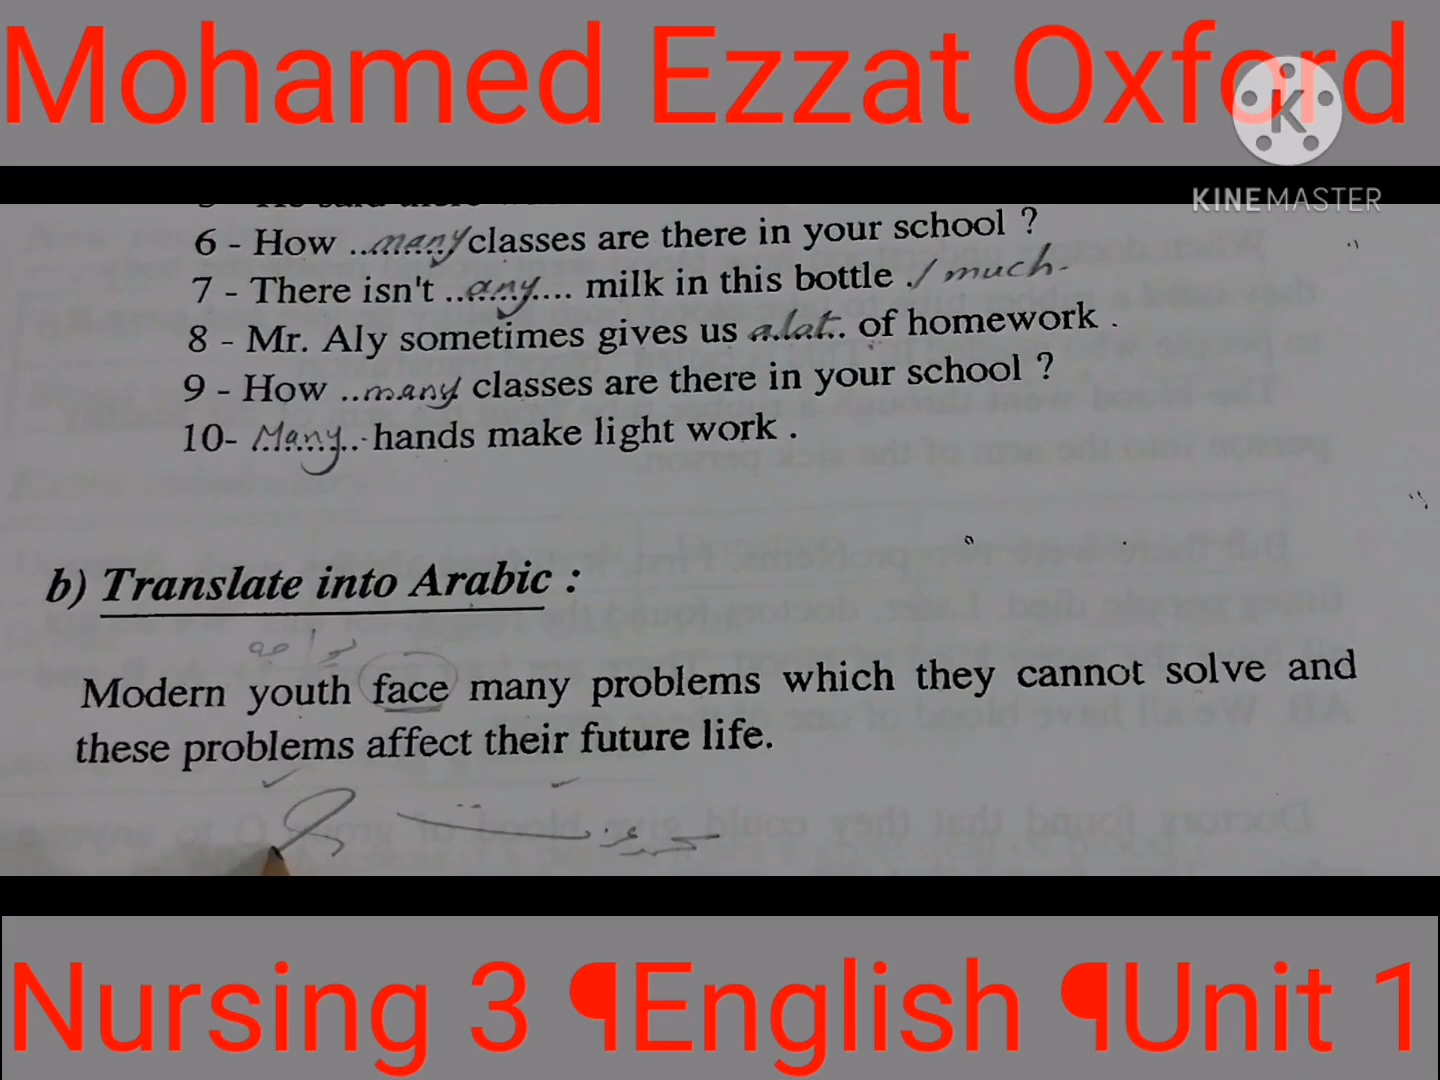 Mohamed Ezzat Oxford
KINEMASTER
6 - How ..many classes are there in your school ?
7 - There isn't ..any.... milk in this bottle ./ much.
8 - Mr. Aly sometimes gives us a lot.. of homework .
9 - How ..many classes are there in your school ?
10- Many.. hands make light work .
b) Translate into Arabic :
يواجه
Modern youth face many problems which they cannot solve and
these problems affect their future life.
محمد عزت
Nursing 3 ¶English ¶Unit 1